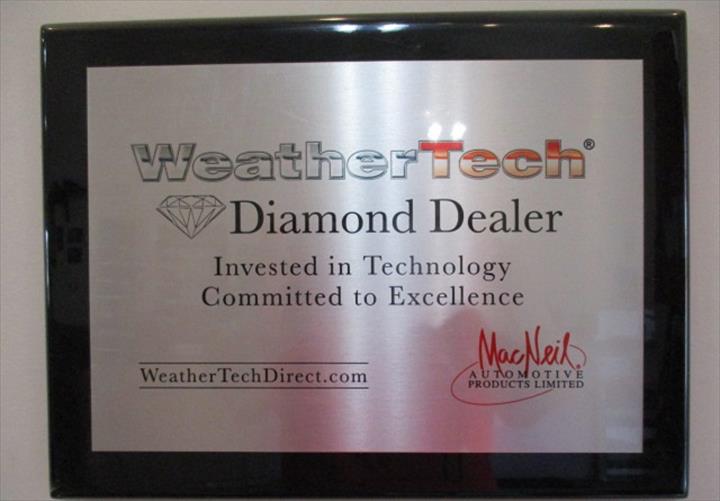 WeatherTech®
Diamond Dealer
Invested in Technology
Committed to Excellence
WeatherTechDirect.com
MacNeil®
AUTOMOTIVE
PRODUCTS LIMITED